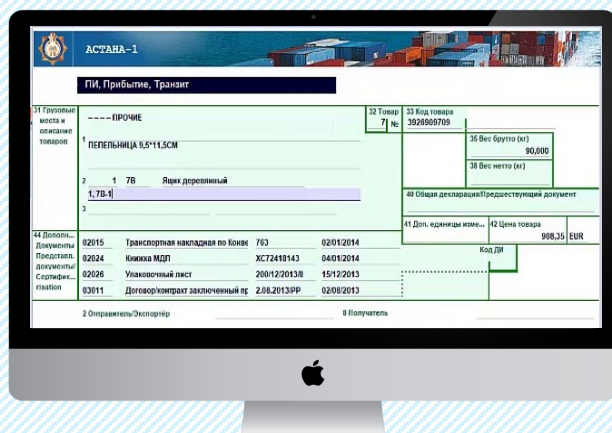 АСТАНА-1
ПИ, Прибытие, Транзит
31 Грузовые места и описание товаров
----ПРОЧИЕ
1 ПЕПЕЛЬНИЦА 9,5*11,5СМ
2 1 7B Ящик деревянный
1, 7B-1
3
32 Товар
7 №
33 Код товара
3926909709
35 Вес брутто (кг)
90,000
38 Вес нетто (кг)
40 Общая декларация/Предшествующий документ
41 Доп. единицы изме...
42 Цена товара
908,35 EUR
Код ДИ
44 Дополн...
Документы
Представл.
документы/
Сертифик...
risation
02015 Транспортная накладная по Конве 763 02/01/2014
02024 Книжка МДП XC72418143 04/01/2014
02026 Упаковочный лист 200/12/2013/I 15/12/2013
03011 Договор/контракт заключенный пр 2.08.2013/PP 02/08/2013
2 Отправитель/Экспортёр
8 Получатель